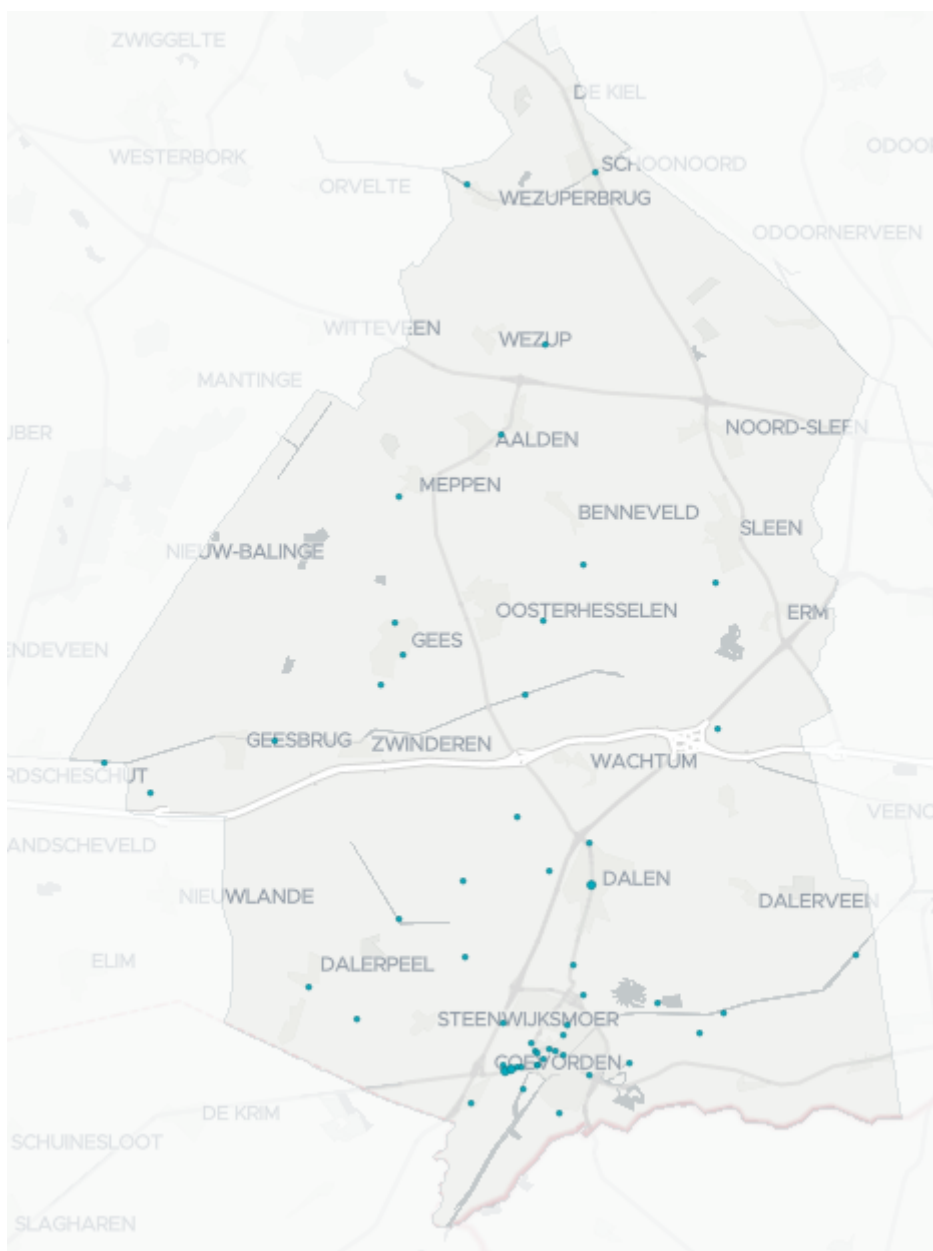 ZWIGGELTE
DE KIEL
WESTERBORK
ODOO
SCHOONOORD
ORVELTE
WEZUPERBRUG
ODOORNERVEEN
WITTEVEEN
WEZUP
MANTINGE
NOORD-SLEEN
UBER
AALDEN
MEPPEN
BENNEVELD
SLEEN
NIEUW-BALINGE
OOSTERHESSELEN
ERM
GEES
ENDEVEEN
GEESBRUG
ZWINDEREN
WACHTUM
RDSCHESCHUT
VEENO
ANDSCHEVELD
DALEN
NIEUWLANDE
DALERVEEN
ELIM
DALERPEEL
STEENWIJKSMOER
COEVORDEN
DE KRIM
SCHUINESLOOT
SLAGHAREN